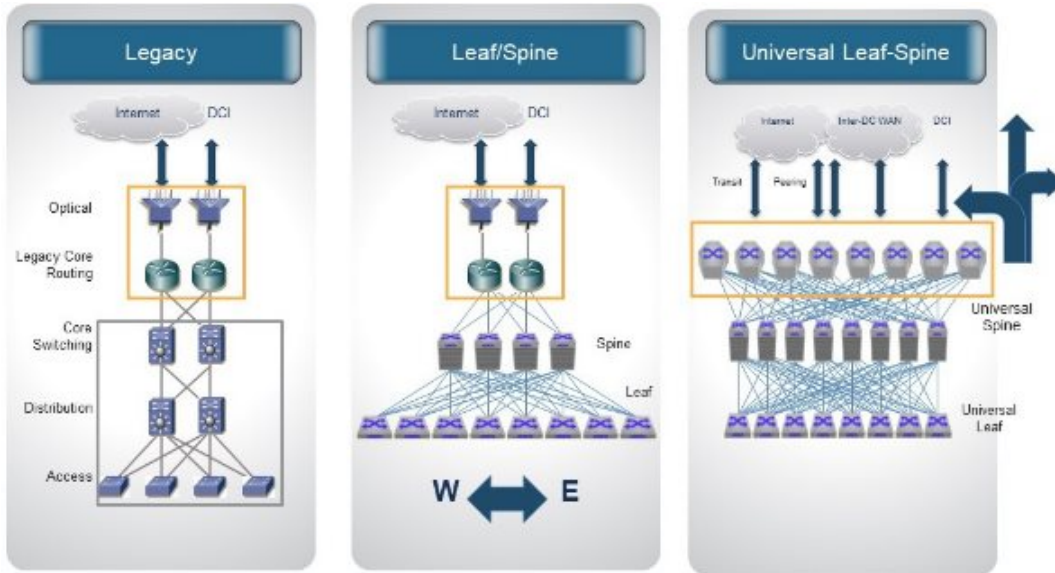 Legacy
Internet
DCI
Optical
Legacy Core
Routing
Core
Switching
Distribution
Access
Leaf/Spine
Internet
DCI
Spine
Leaf
W
E
Universal Leaf-Spine
Internet
Inter-DC WAN
DCI
Transit
Peering
Universal
Spine
Universal
Leaf